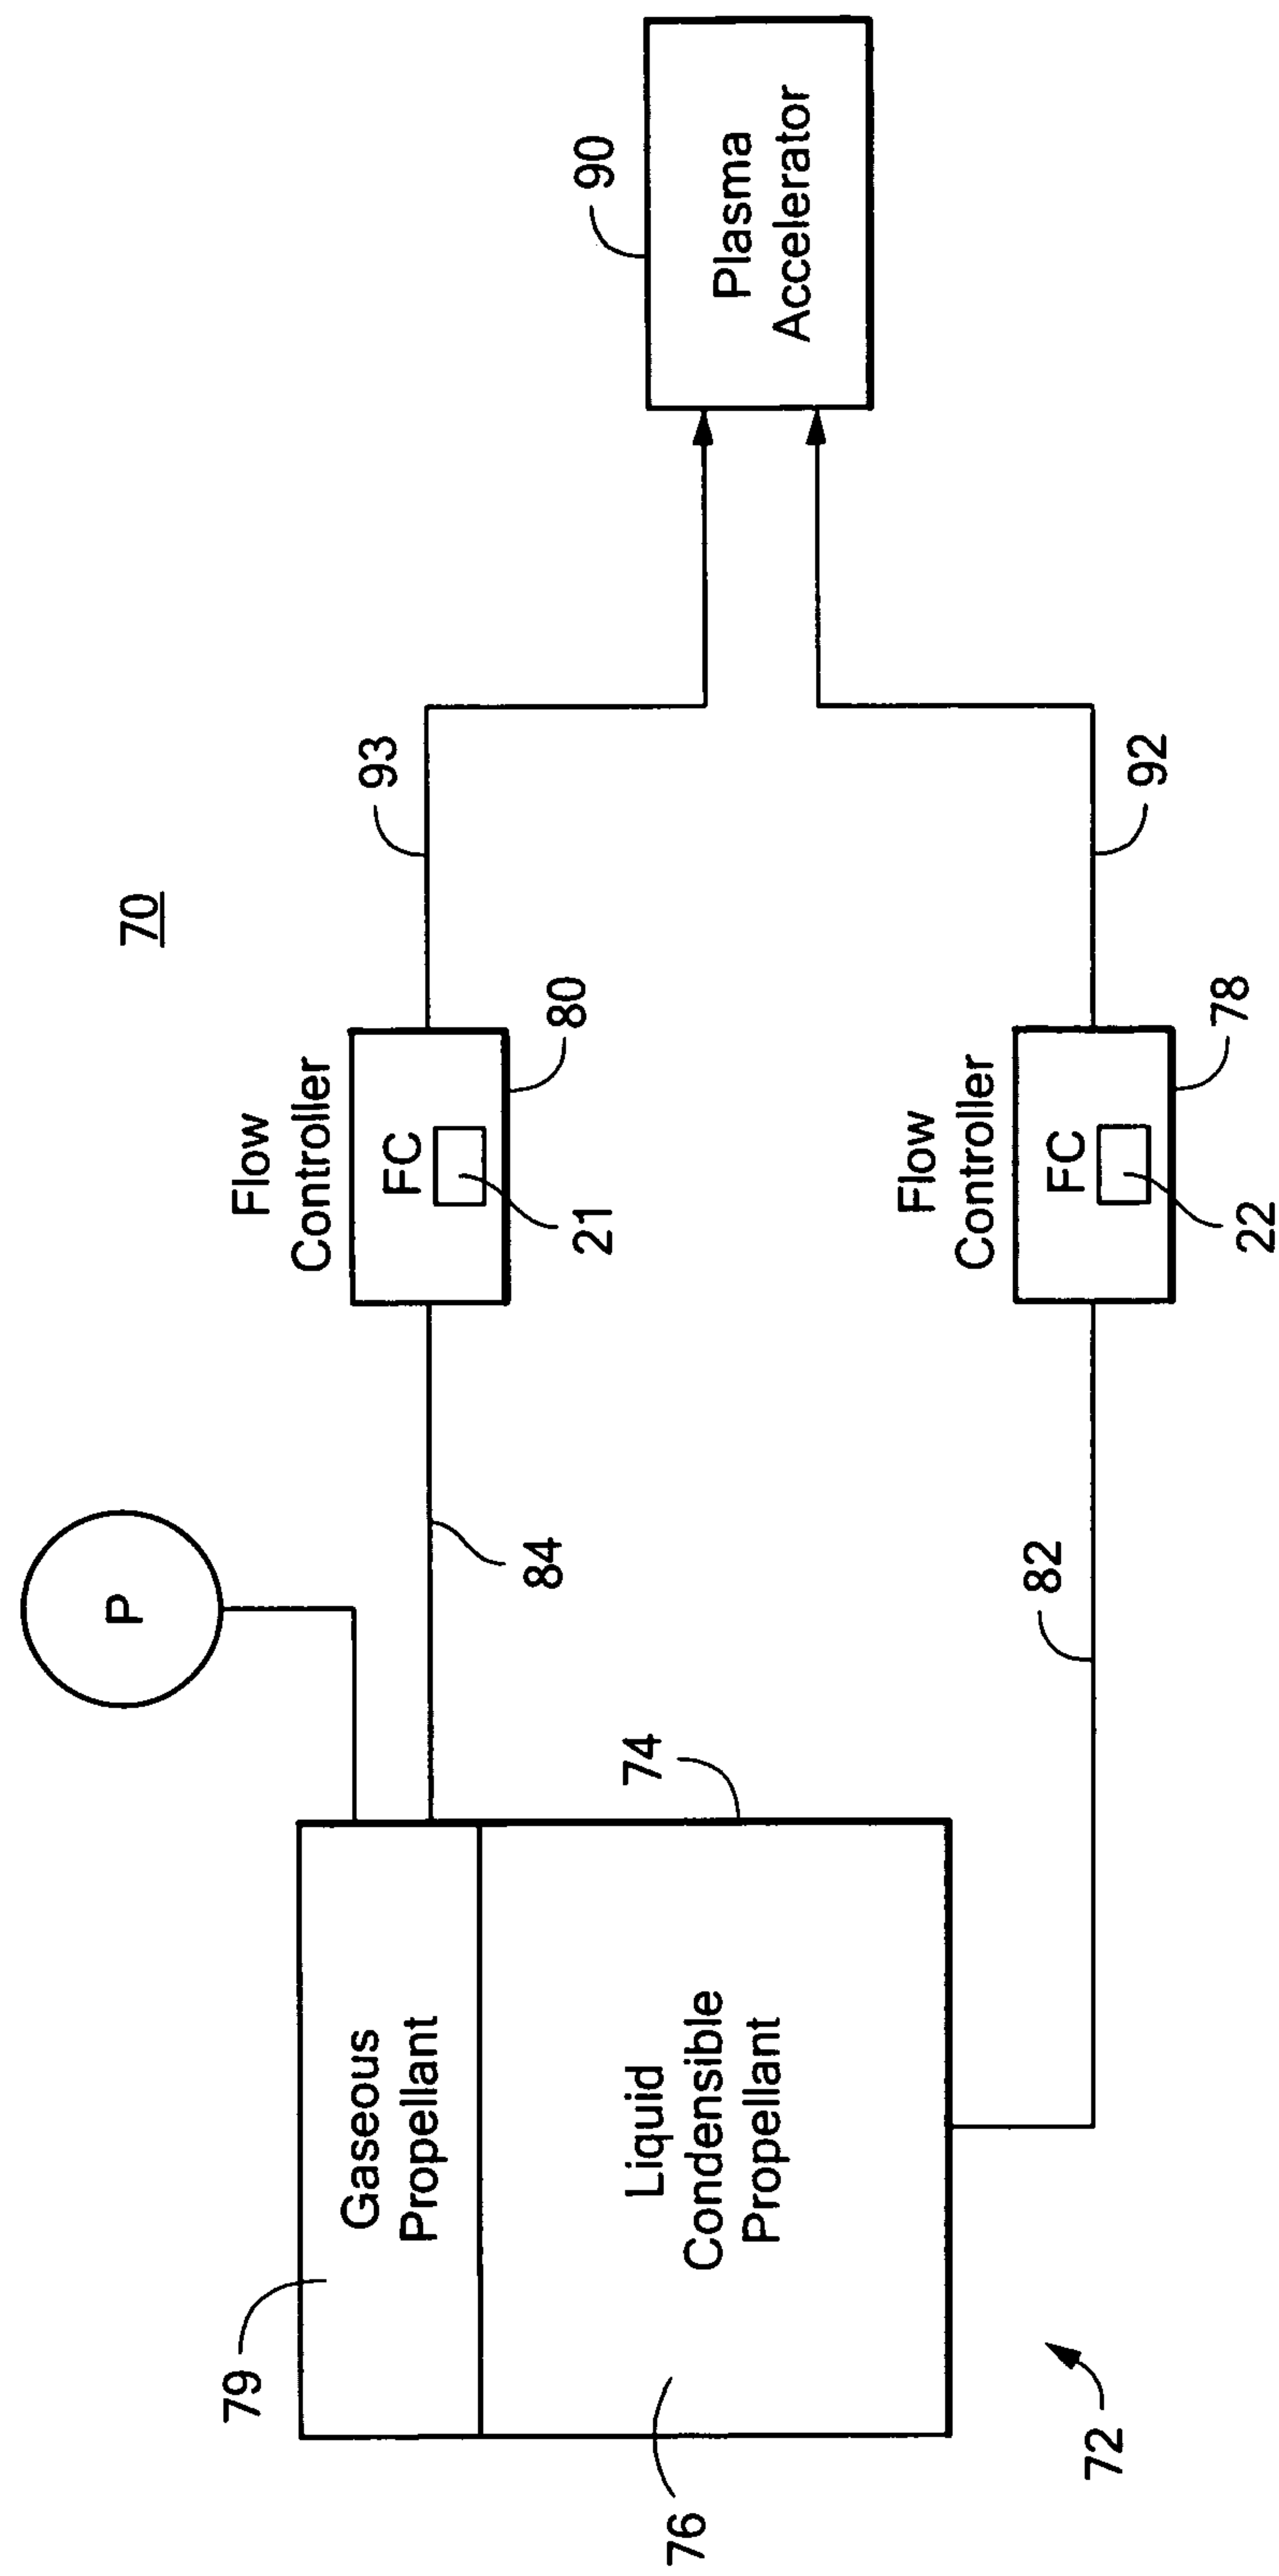 70
P
79
Gaseous
Propellant
Liquid
Condensible
Propellant
76
72
74
84
82
Flow
Controller
FC
21
80
Flow
Controller
FC
22
78
93
92
90
Plasma
Accelerator